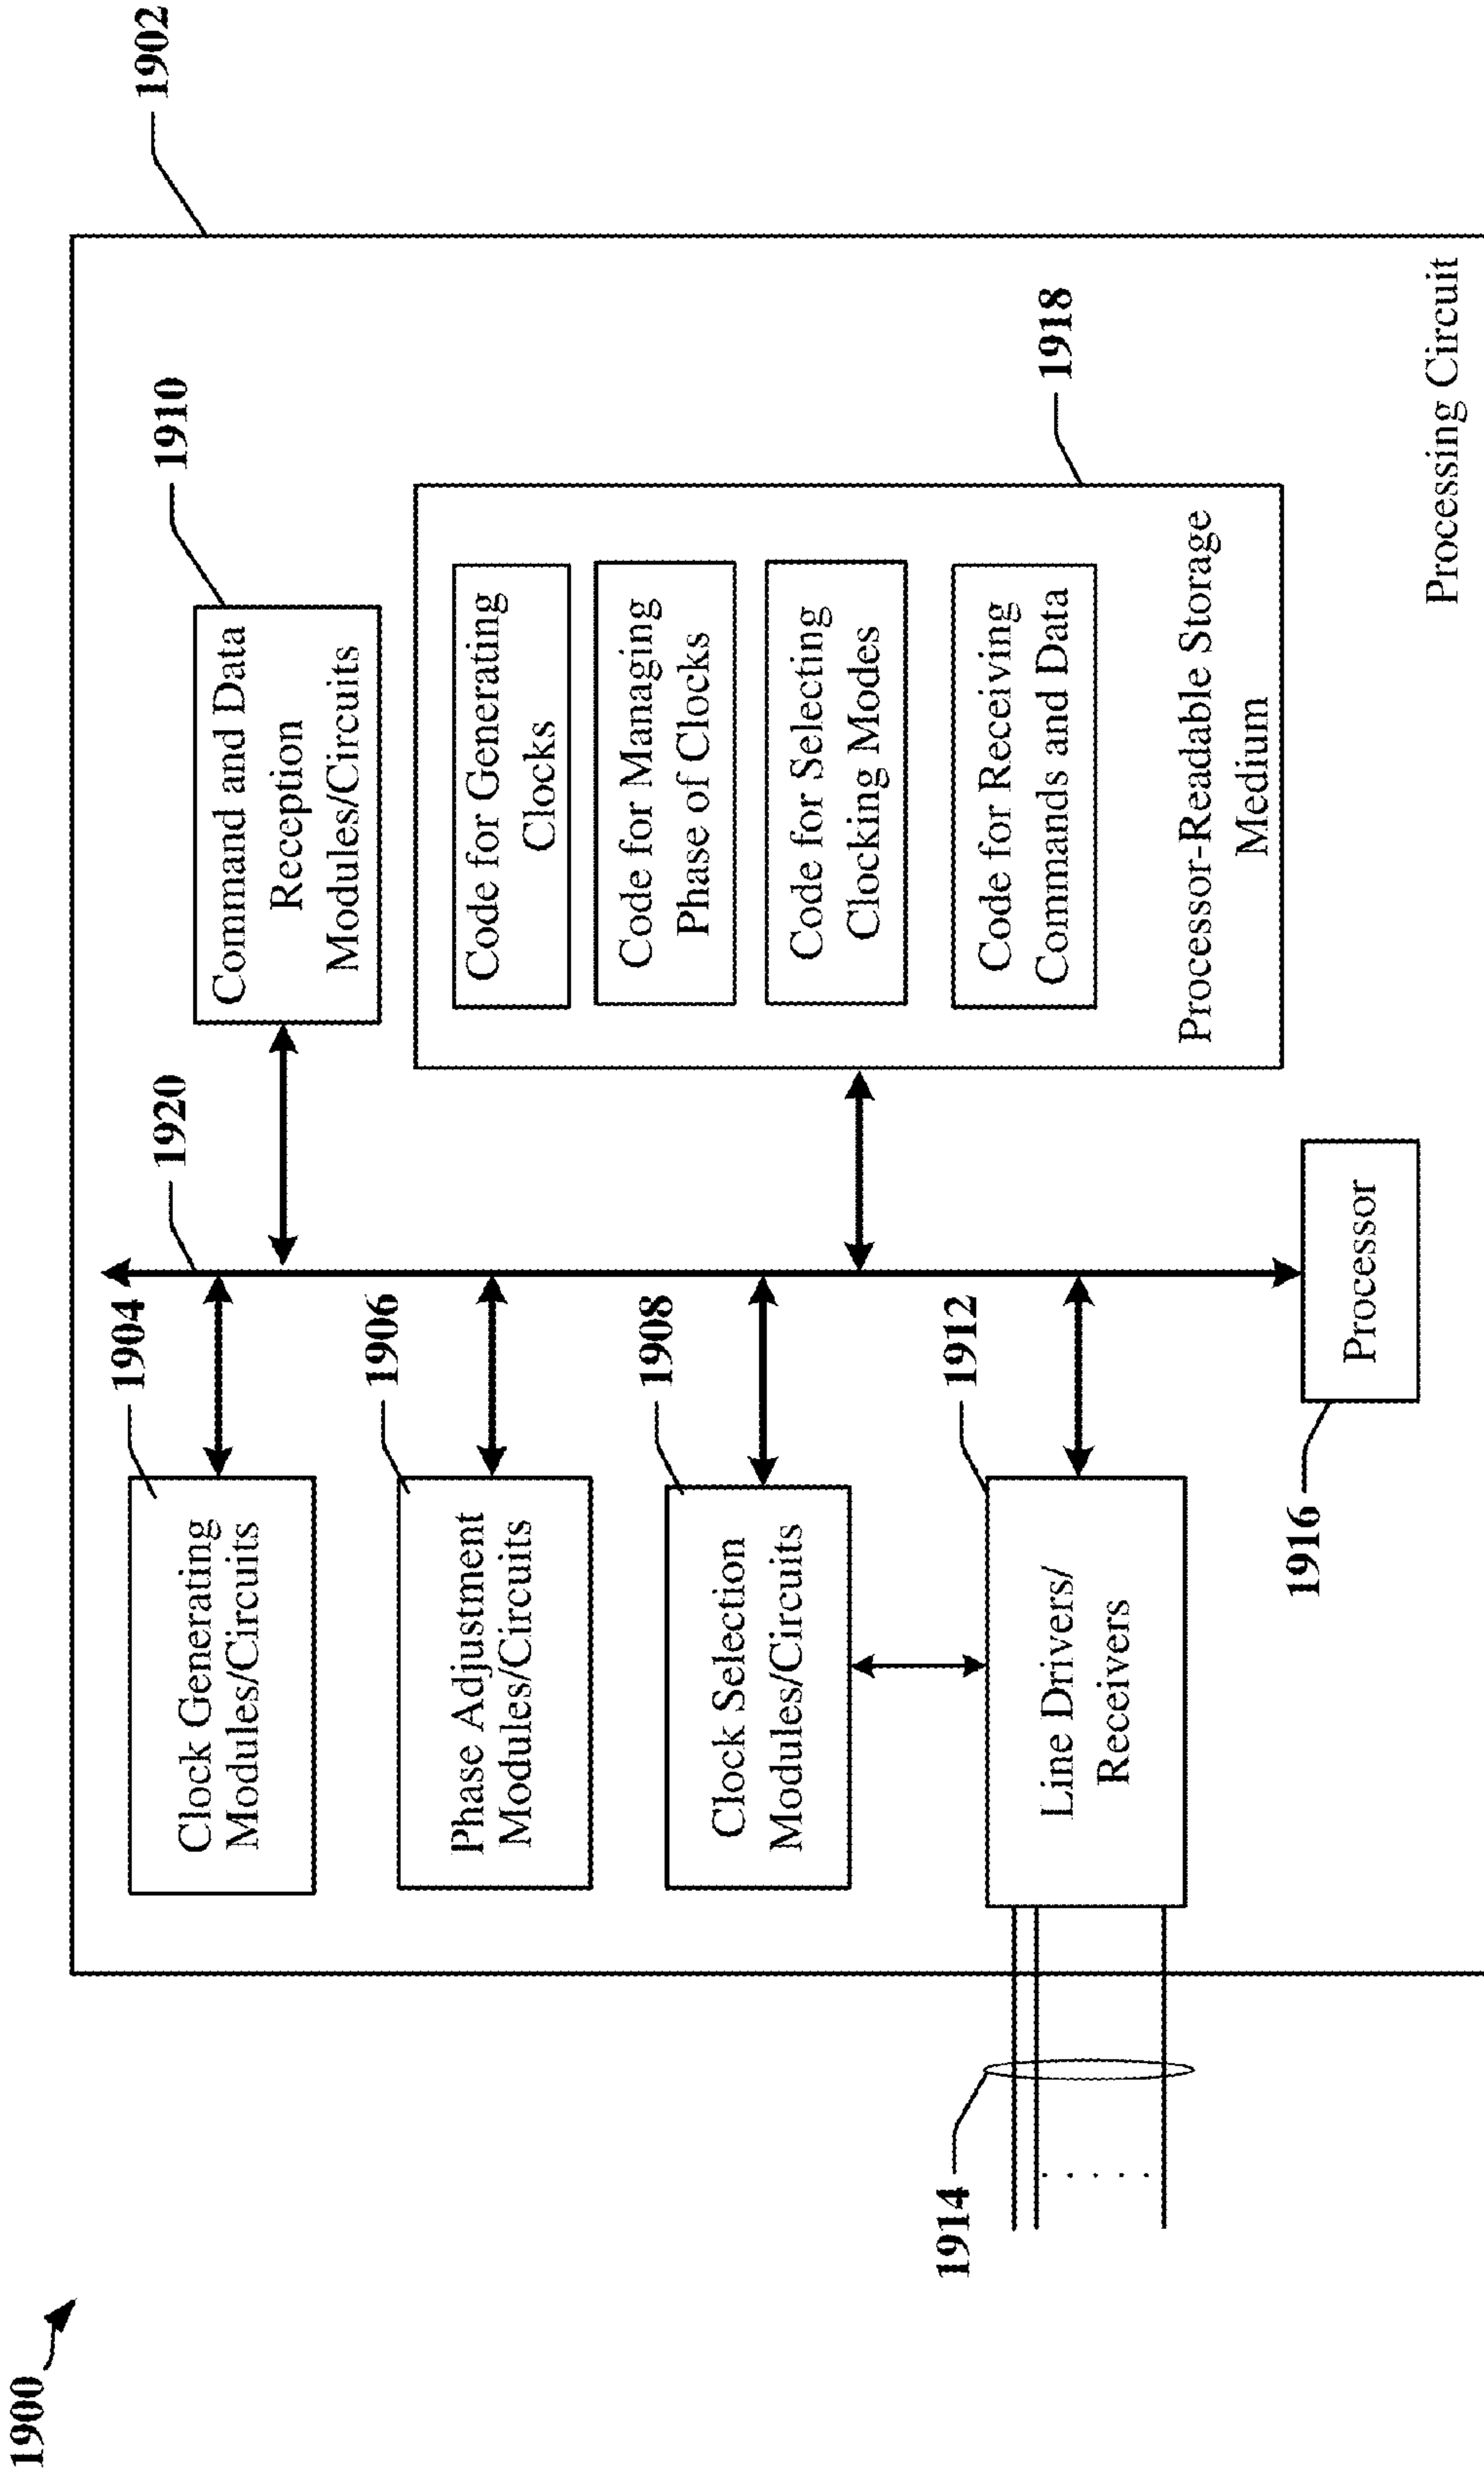 1900
1902
1904
Clock Generating
Modules/Circuits
1920
1910
Command and Data
Reception
Modules/Circuits
1906
Phase Adjustment
Modules/Circuits
1908
Clock Selection
Modules/Circuits
1912
Line Drivers/
Receivers
1914
1916
Processor
1918
Code for Generating
Clocks
Code for Managing
Phase of Clocks
Code for Selecting
Clocking Modes
Code for Receiving
Commands and Data
Processor-Readable Storage
Medium
Processing Circuit